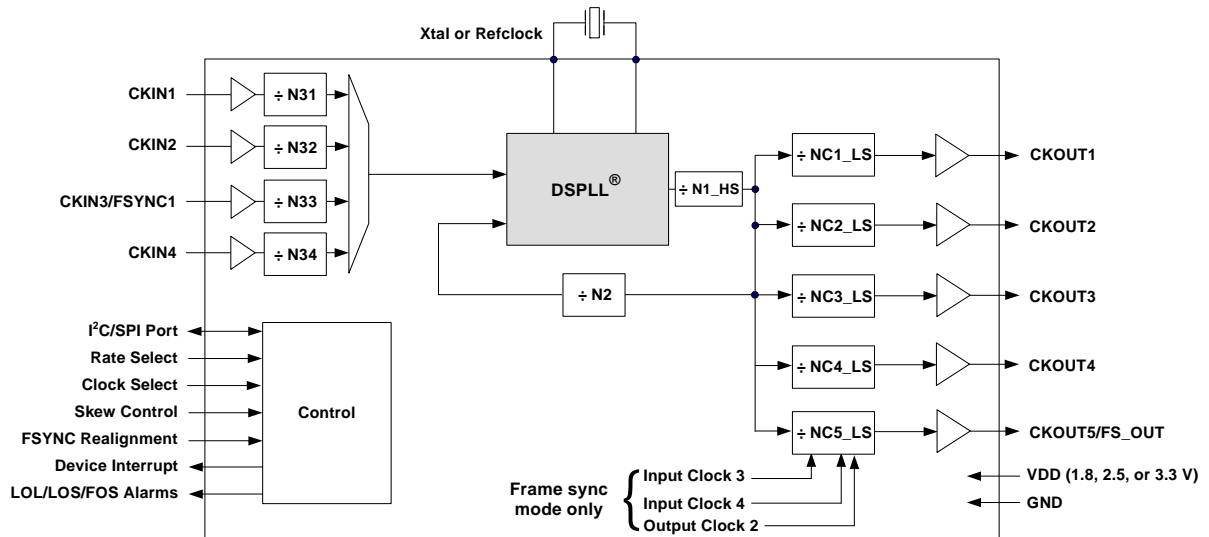 Xtal or Refclock
CKIN1
÷ N31
CKIN2
÷ N32
CKIN3/FSYNC1
÷ N33
CKIN4
÷ N34
DSPLL®
÷ N1_HS
÷ N2
÷ NC1_LS
CKOUT1
÷ NC2_LS
CKOUT2
÷ NC3_LS
CKOUT3
÷ NC4_LS
CKOUT4
÷ NC5_LS
CKOUT5/FS_OUT
I²C/SPI Port
Rate Select
Clock Select
Skew Control
FSYNC Realignment
Device Interrupt
LOL/LOS/FOS Alarms
Control
Frame sync
mode only
{
Input Clock 3
Input Clock 4
Output Clock 2
VDD (1.8, 2.5, or 3.3 V)
GND